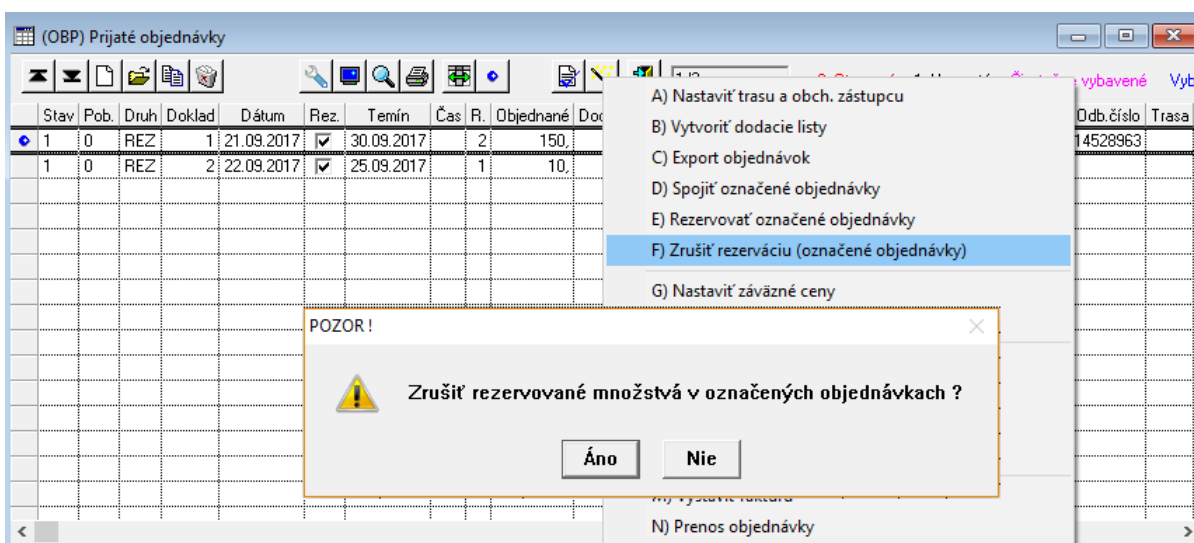 (OBP) Prijaté objednávky
vybavené Vyb
Stav Pob. Druh Doklad Dátum Rez. Temín Čas R. Objednané Odb.číslo Trasa
1 0 REZ 1 21.09.2017 30.09.2017 2 150, 14528963
1 0 REZ 2 22.09.2017 25.09.2017 1 10,
A) Nastaviť trasu a obch. zástupcu
B) Vytvoriť dodacie listy
C) Export objednávok
D) Spojiť označené objednávky
E) Rezervovať označené objednávky
F) Zrušiť rezerváciu (označené objednávky)
G) Nastaviť záväzné ceny
POZOR !
Zrušiť rezervované množstvá v označených objednávkach ?
Áno Nie
N) Prenos objednávky